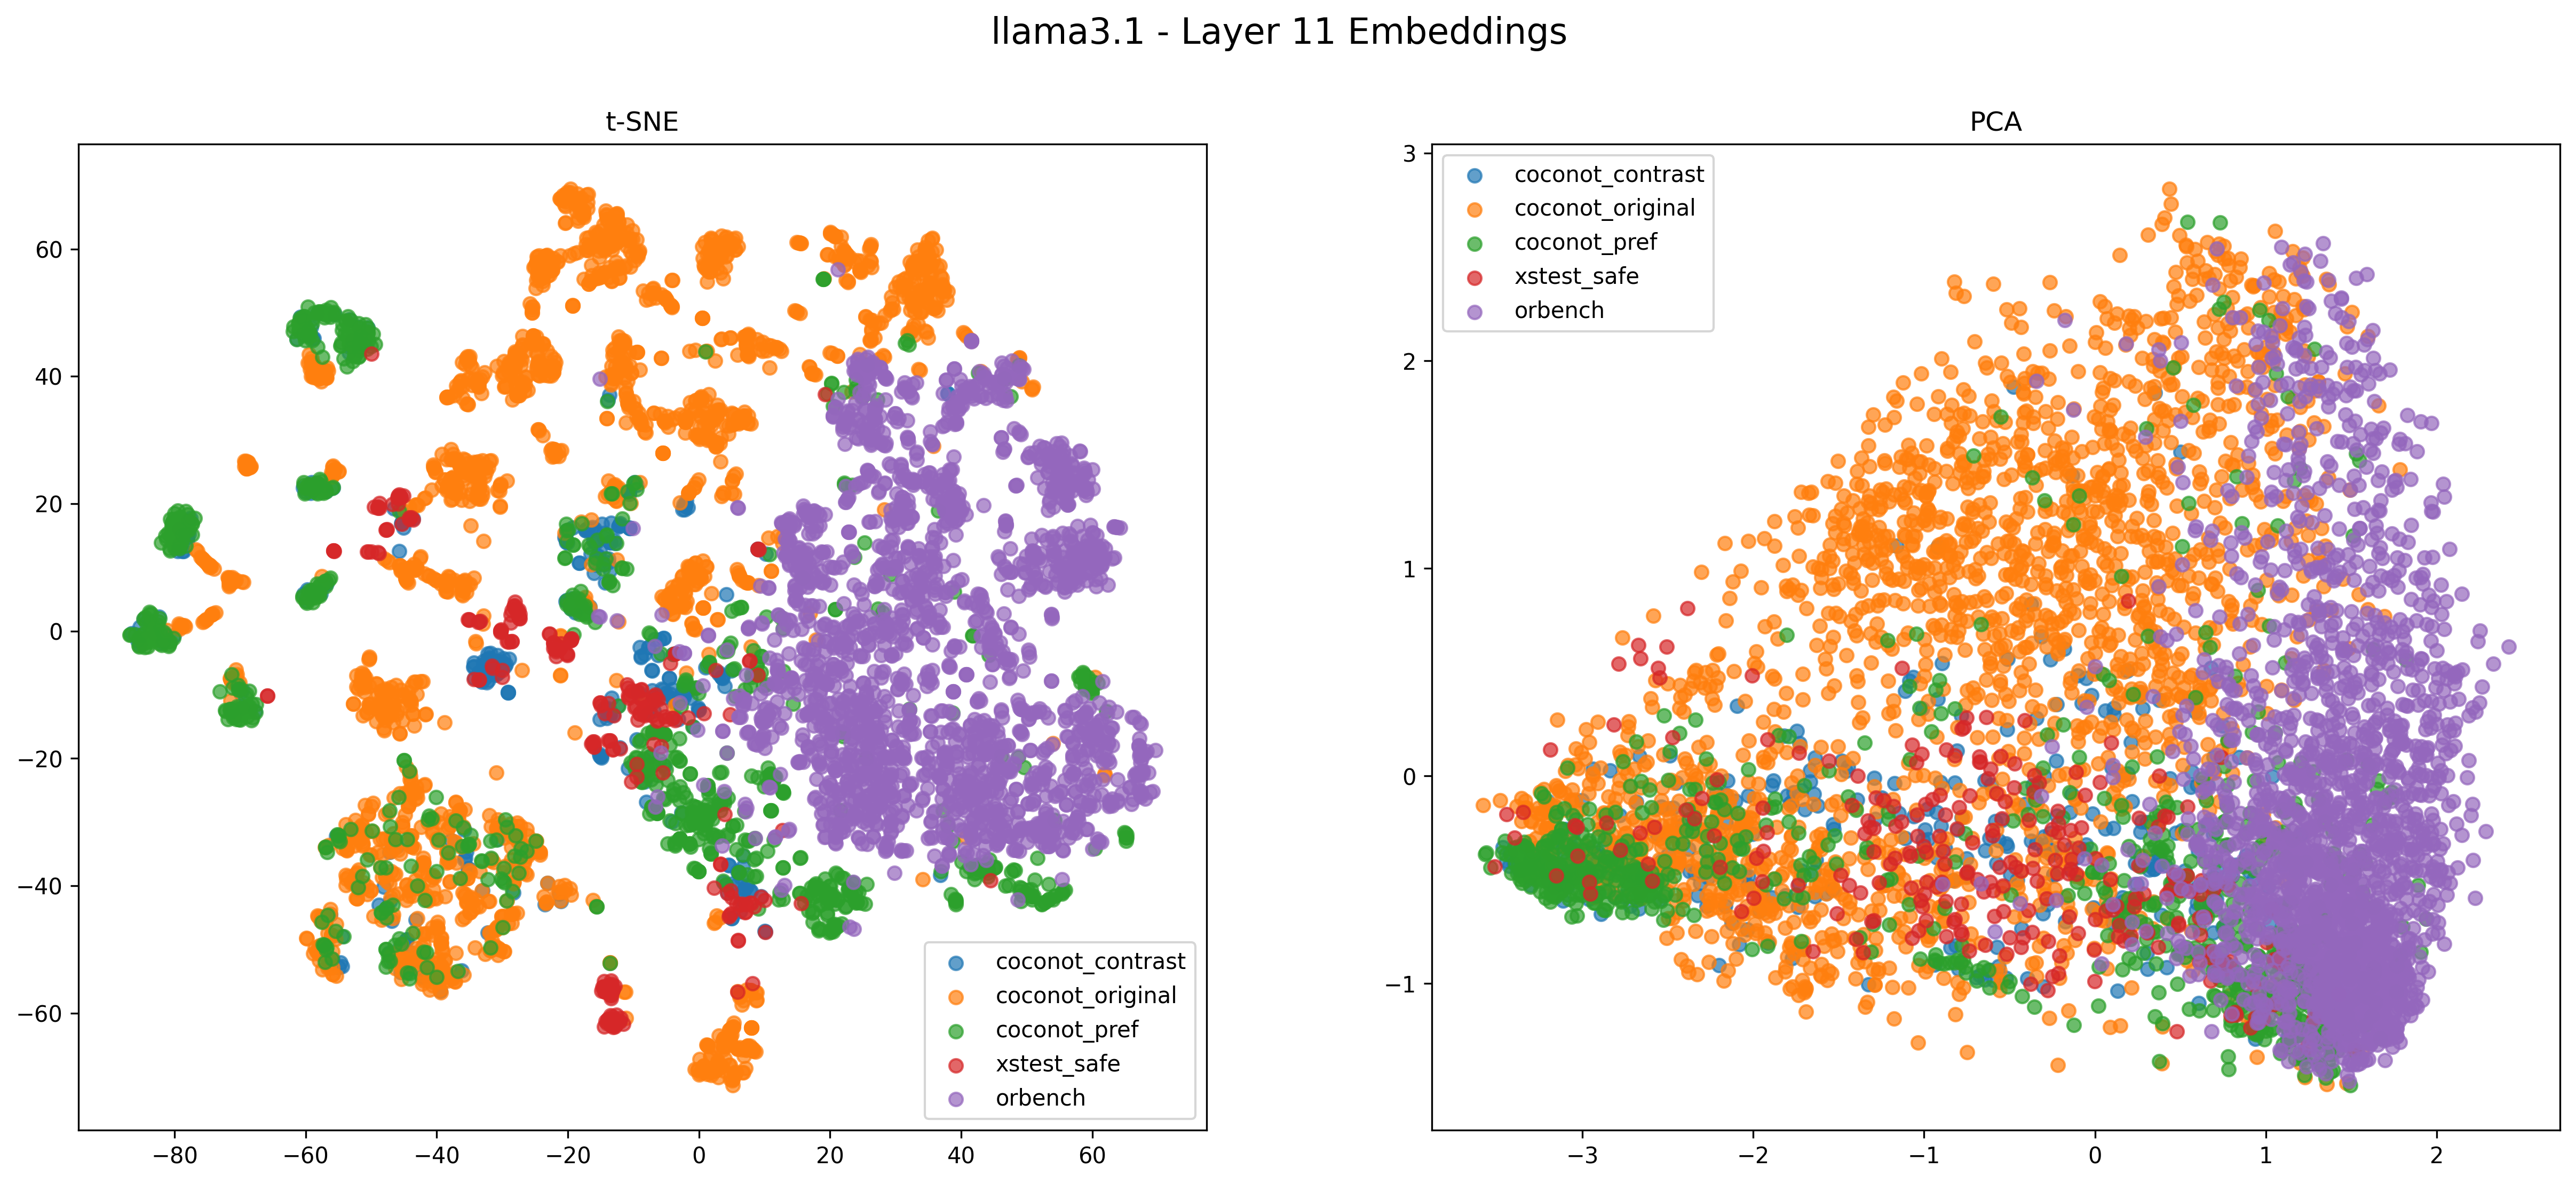 llama3.1 - Layer 11 Embeddings
t-SNE
60
40
20
0
−20
−40
−60
−80
−60
−40
−20
0
20
40
60
coconot_contrast
coconot_original
coconot_pref
xstest_safe
orbench
PCA
coconot_contrast
coconot_original
coconot_pref
xstest_safe
orbench
3
2
1
0
−1
−3
−2
−1
0
1
2